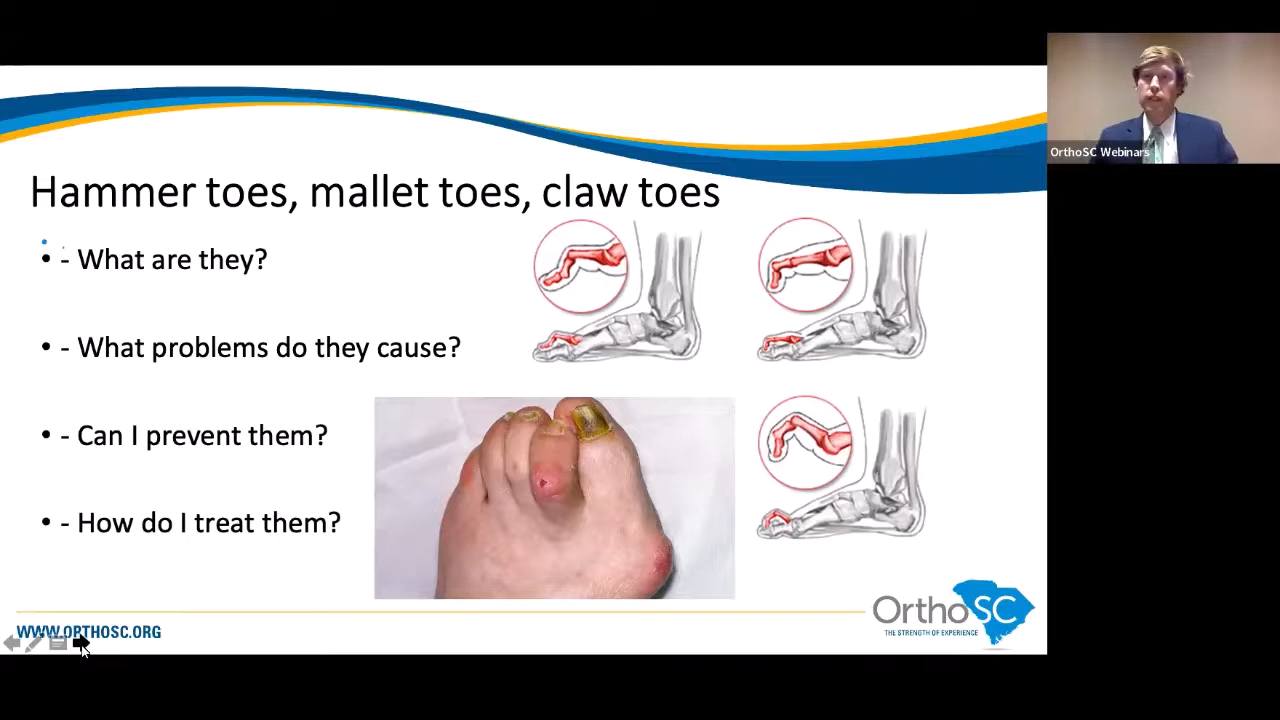 OrthoSC Webinars
Hammer toes, mallet toes, claw toes
• - What are they?
• - What problems do they cause?
• - Can I prevent them?
• - How do I treat them?
OrthoSC
THE STRENGTH OF EXPERIENCE
WWW.ORTHOSC.ORG